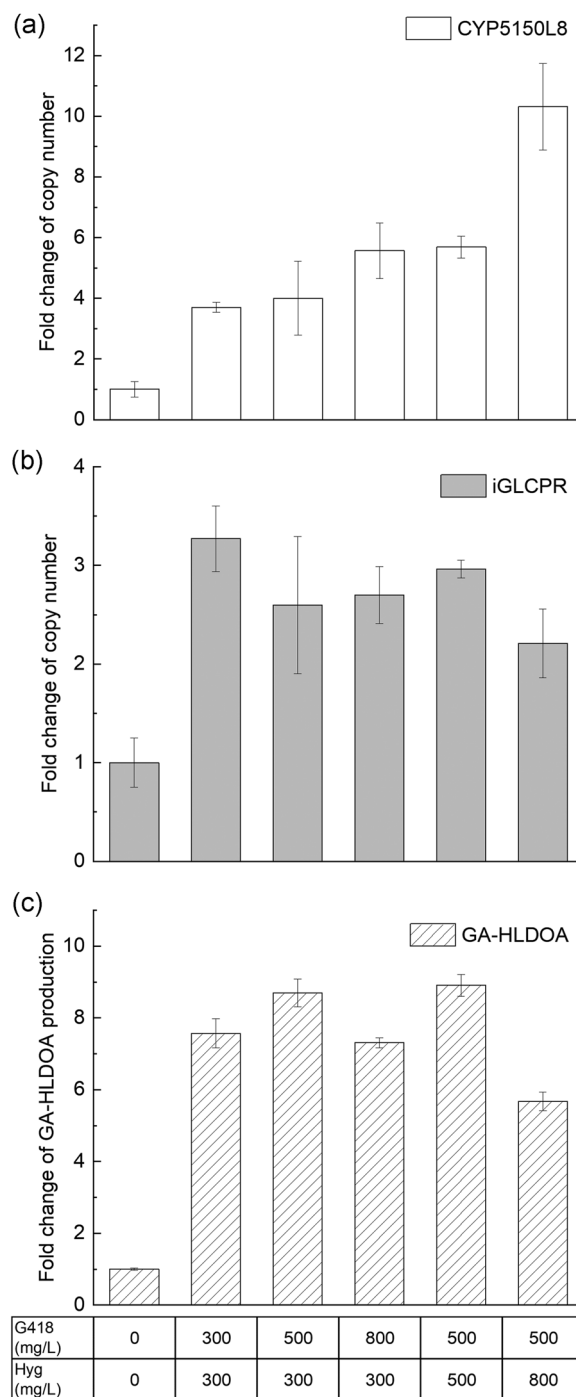 (a)
CYP5150L8
Fold change of copy number
12
10
8
6
4
2
0
(b)
iGLCPR
Fold change of copy number
4
3
2
1
0
(c)
GA-HLDOA
Fold change of GA-HLDOA production
10
8
6
4
2
0
G418 (mg/L) 0 300 500 800 500 500
Hyg (mg/L) 0 300 300 300 500 800